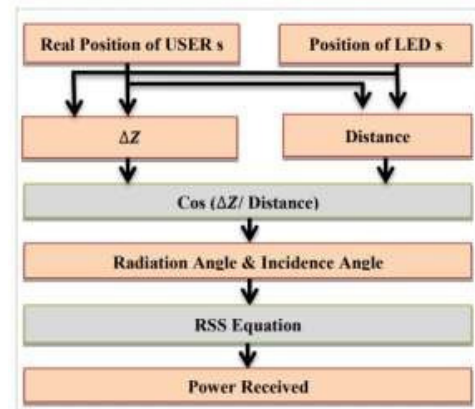 Real Position of USER s
Position of LED s
ΔZ
Distance
Cos (ΔZ/ Distance)
Radiation Angle & Incidence Angle
RSS Equation
Power Received